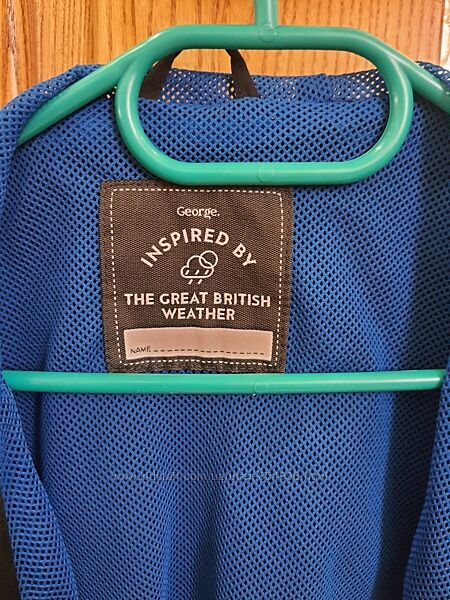 George.
INSPIRED BY
THE GREAT BRITISH
WEATHER
NAME